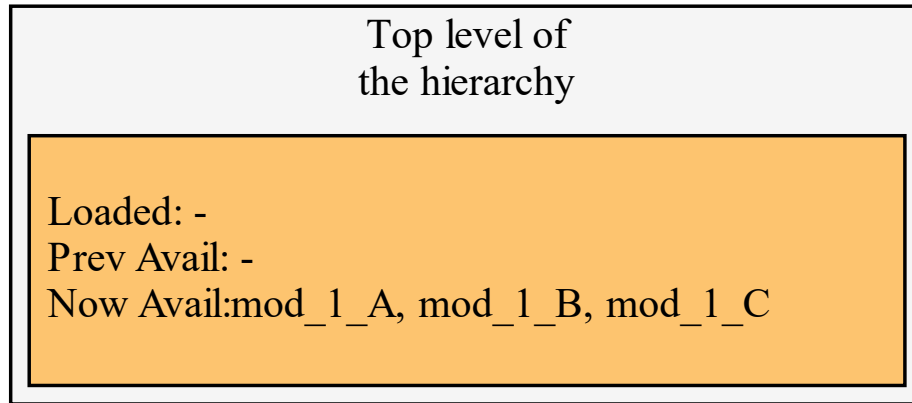 Top level of
the hierarchy
Loaded: -
Prev Avail: -
Now Avail:mod_1_A, mod_1_B, mod_1_C